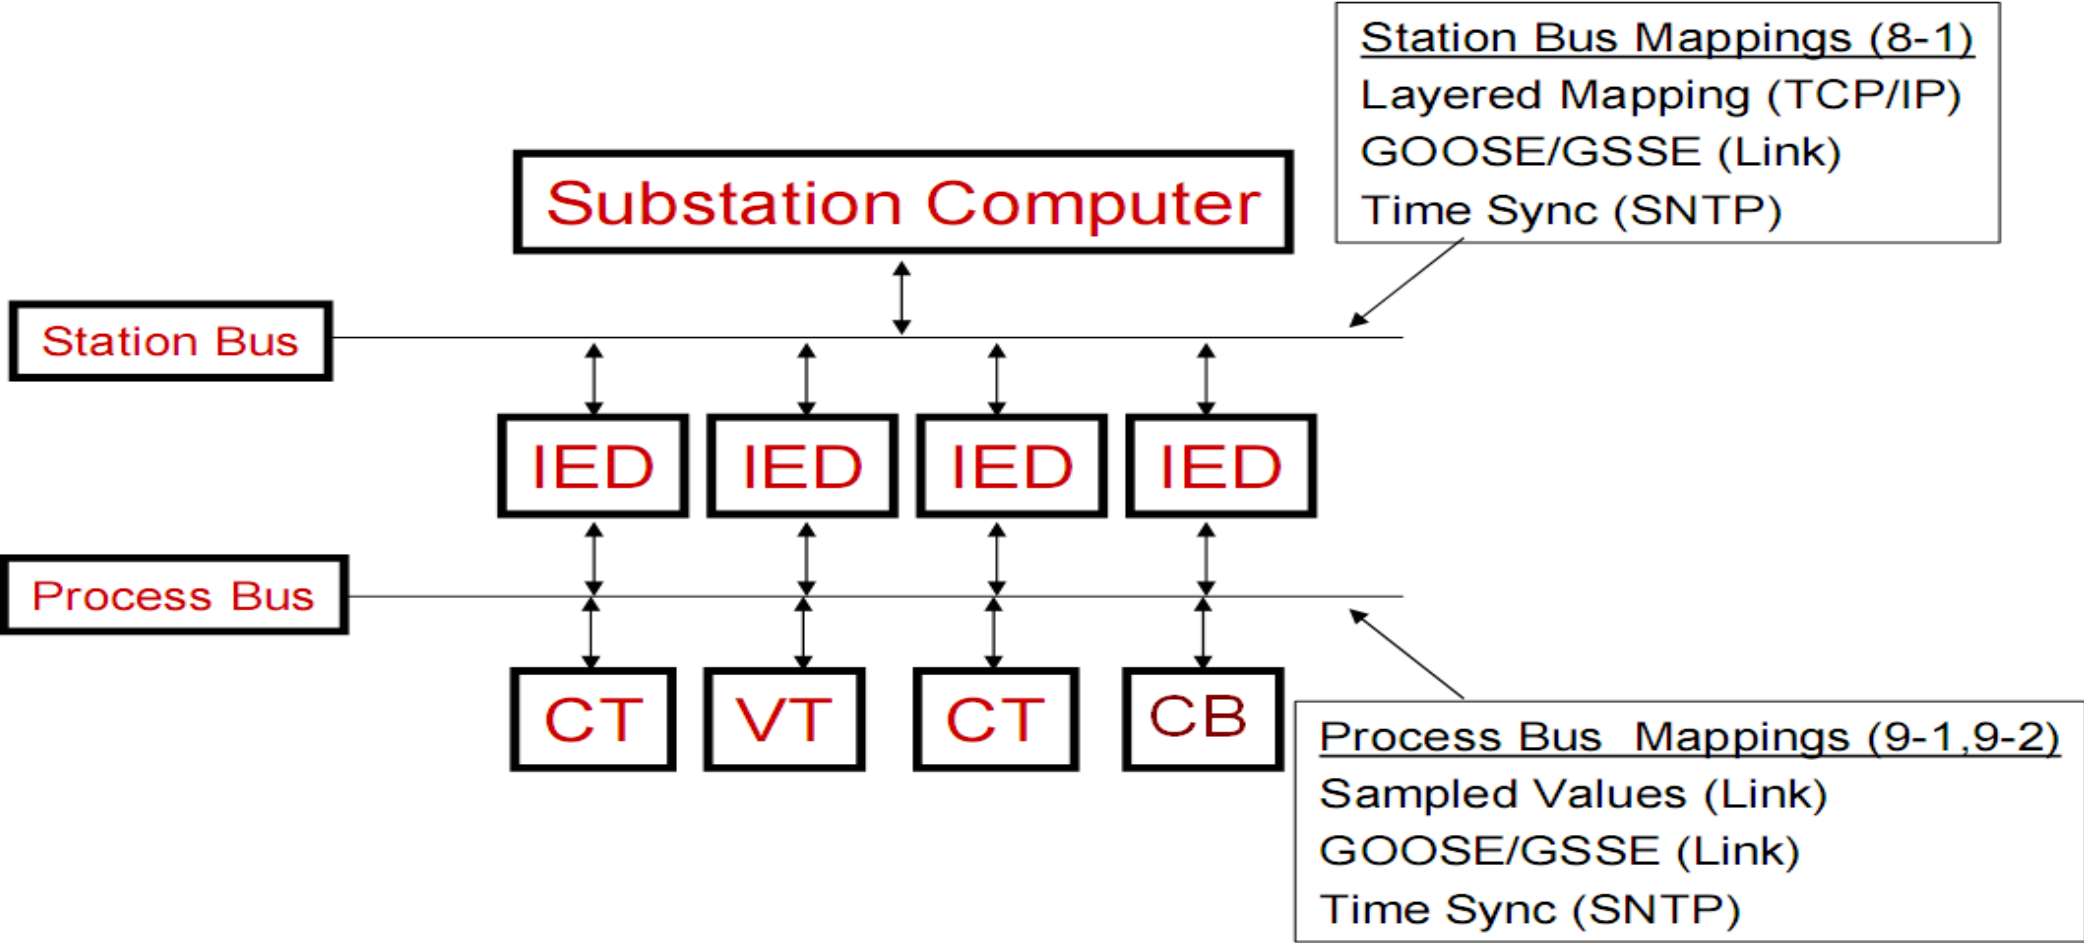 Station Bus Mappings (8-1)
Layered Mapping (TCP/IP)
GOOSE/GSSE (Link)
Time Sync (SNTP)
Substation Computer
Station Bus
IED
IED
IED
IED
Process Bus
CT
VT
CT
CB
Process Bus Mappings (9-1,9-2)
Sampled Values (Link)
GOOSE/GSSE (Link)
Time Sync (SNTP)